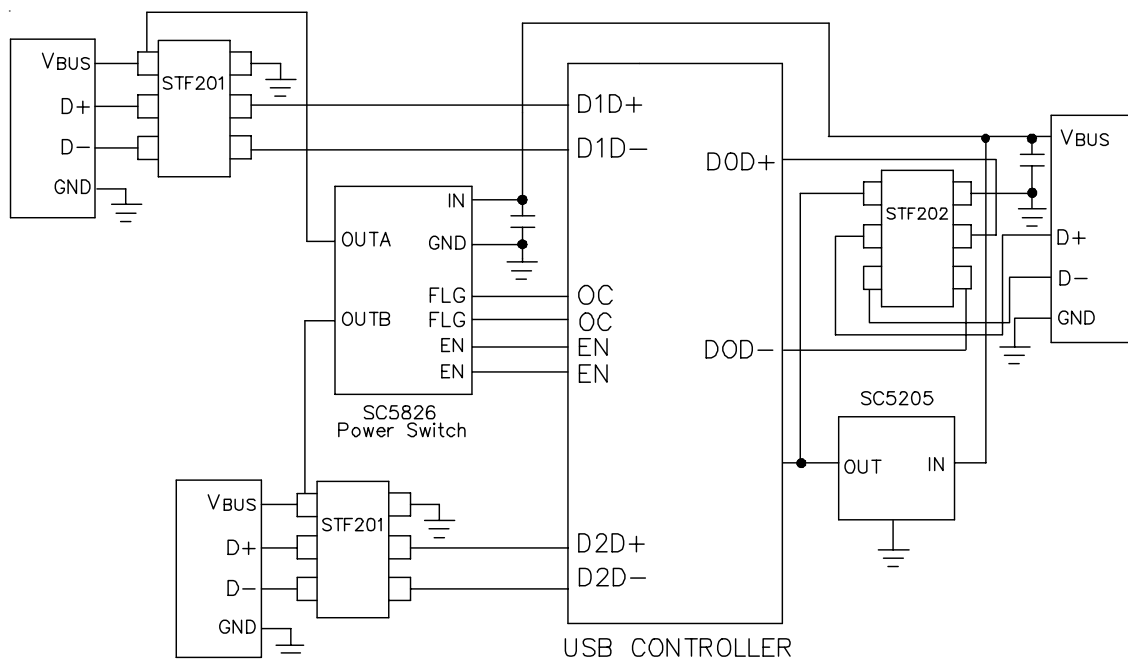 VBUS
D+
D-
GND
STF201
OUTA
OUTB
IN
GND
FLG
FLG
EN
EN
SC5826
Power Switch
D1D+
D1D-
OC
OC
EN
EN
D2D+
D2D-
DOD+
DOD-
USB CONTROLLER
VBUS
D+
D-
GND
STF201
STF202
VBUS
D+
D-
GND
SC5205
OUT
IN